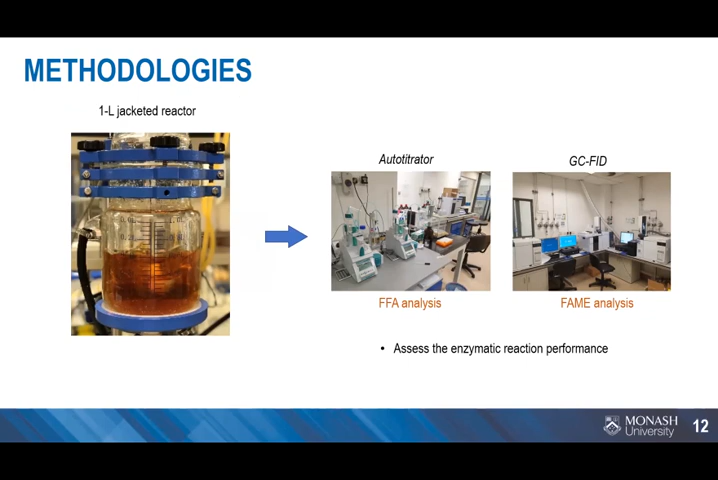 METHODOLOGIES
1-L jacketed reactor
Autotitrator
GC-FID
FFA analysis
FAME analysis
• Assess the enzymatic reaction performance
MONASH
University
12